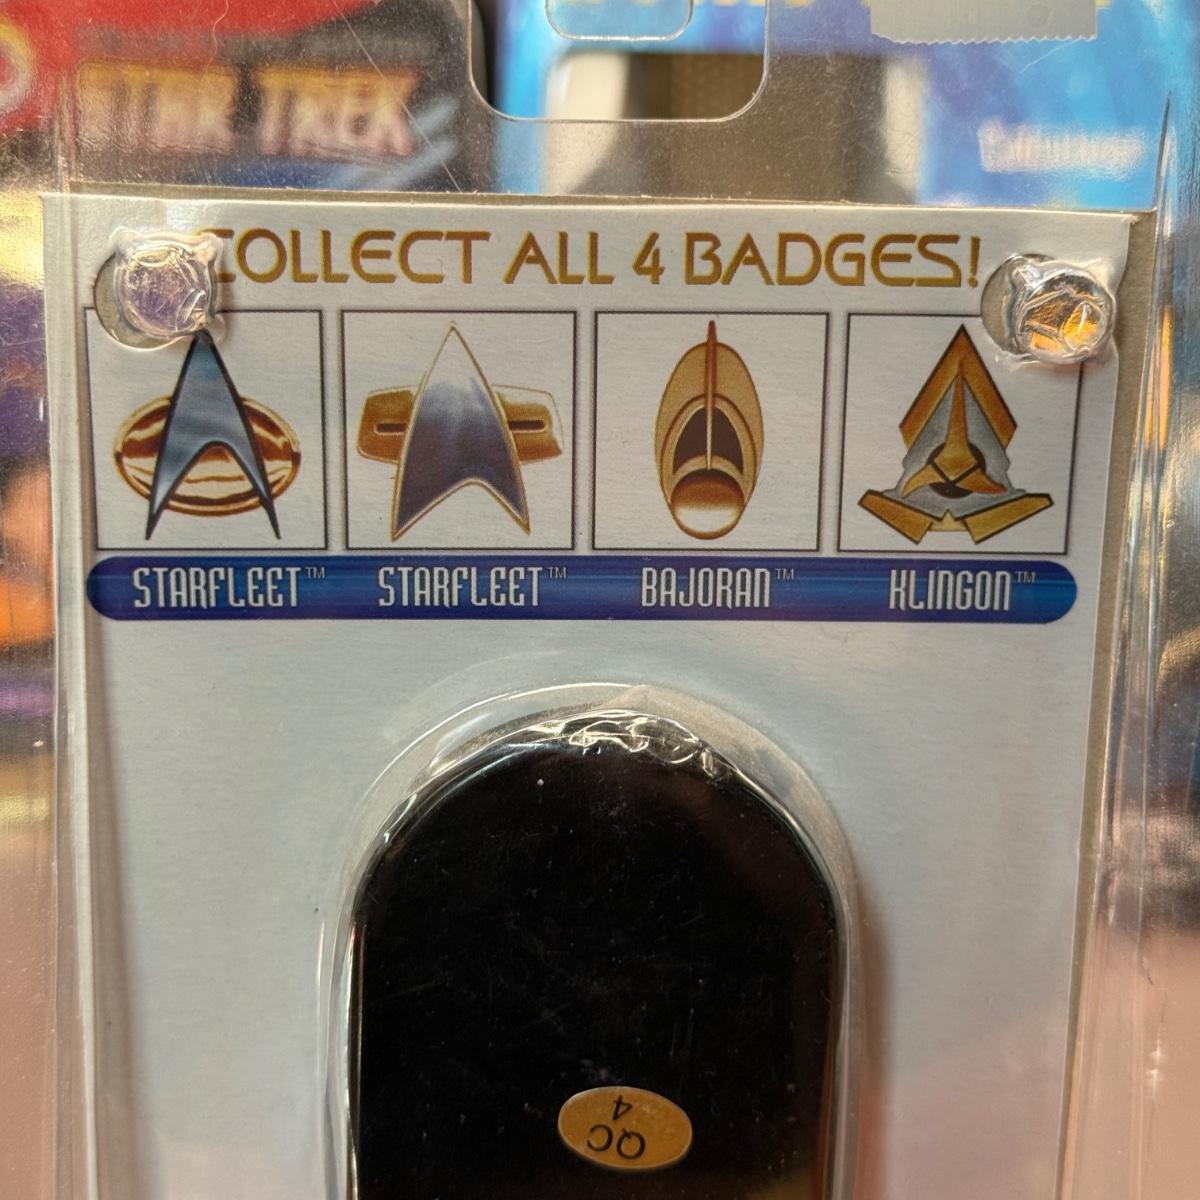 STAR TREK
COLLECT ALL 4 BADGES!
STARFLEET™ STARFLEET™ BAJORAN™ KLINGON™
QC
4